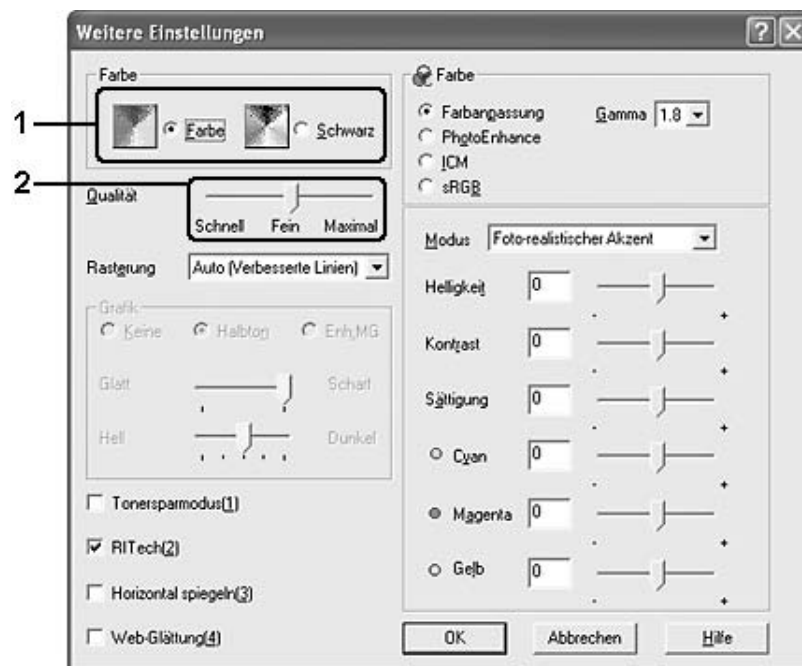 Weitere Einstellungen
Farbe
1
Farbe
Schwarz
2
Qualität
Schnell Fein Maximal
Rasterung Auto (Verbesserte Linien)
Grafik
Keine Halbton Enh,MG
Glatt Scharf
Hell Dunkel
Tonersparmodus(1)
RITech(2)
Horizontal spiegeln(3)
Web-Glättung(4)
Farbe
Farbanpassung Gamma 1.8
PhotoEnhance
ICM
sRGB
Modus Foto-realistischer Akzent
Helligkeit 0
- +
Kontrast 0
- +
Sättigung 0
- +
Cyan 0
- +
Magenta 0
- +
Gelb 0
- +
OK Abbrechen Hilfe